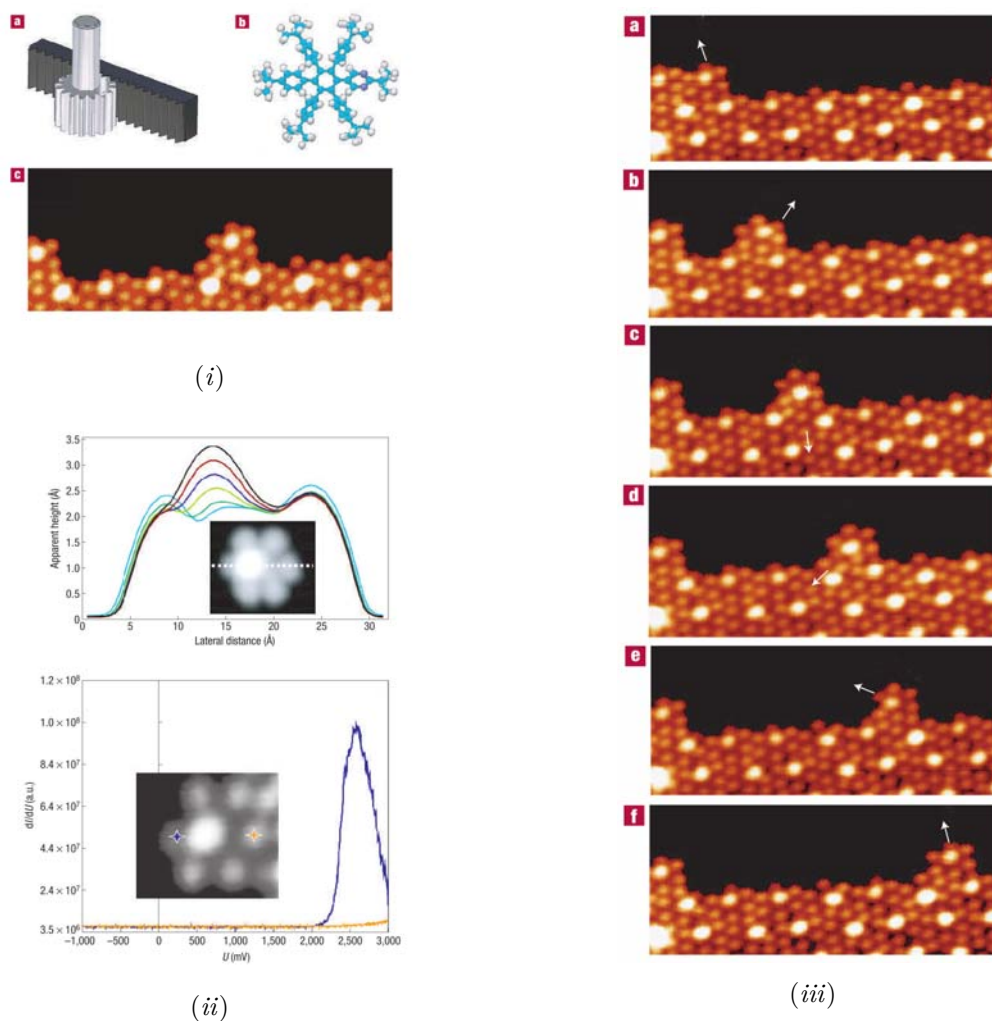 a
b
c
(i)
3.5
3.0
2.5
2.0
1.5
1.0
0.5
0
0 5 10 15 20 25 30
Apparent height (Å)
Lateral distance (Å)
1.2 × 10⁸
1.0 × 10⁸
8.4 × 10⁷
6.4 × 10⁷
4.4 × 10⁷
2.4 × 10⁷
3.5 × 10⁶
–1,000 –500 0 500 1,000 1,500 2,000 2,500 3,000
dI/dU (a.u.)
U (mV)
(ii)
a
b
c
d
e
f
(iii)